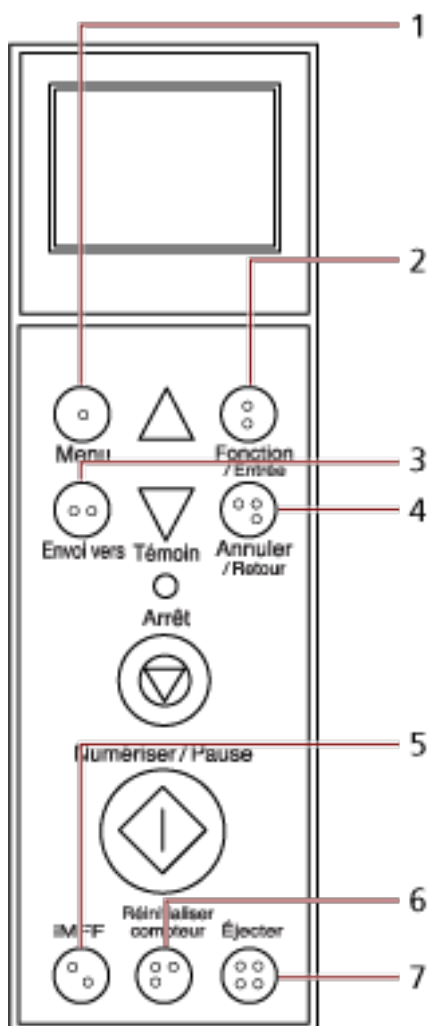 1
2
Menu
Fonction
/ Entrée
3
4
Envoi vers
Témoin
Annuler
/ Retour
Arrêt
Numériser / Pause
5
6
iMFF
Réinitialiser
compteur
Éjecter
7